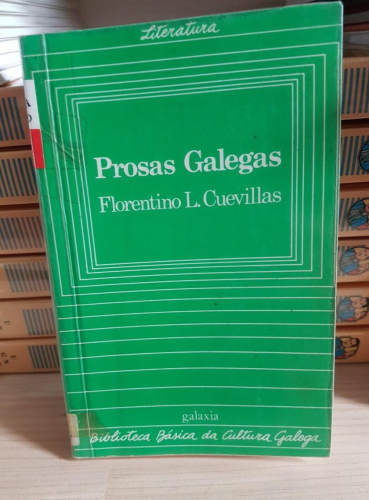 Literatura
Prosas Galegas
Florentino L. Cuevillas
galaxia
Biblioteca Básica da Cultura Galega